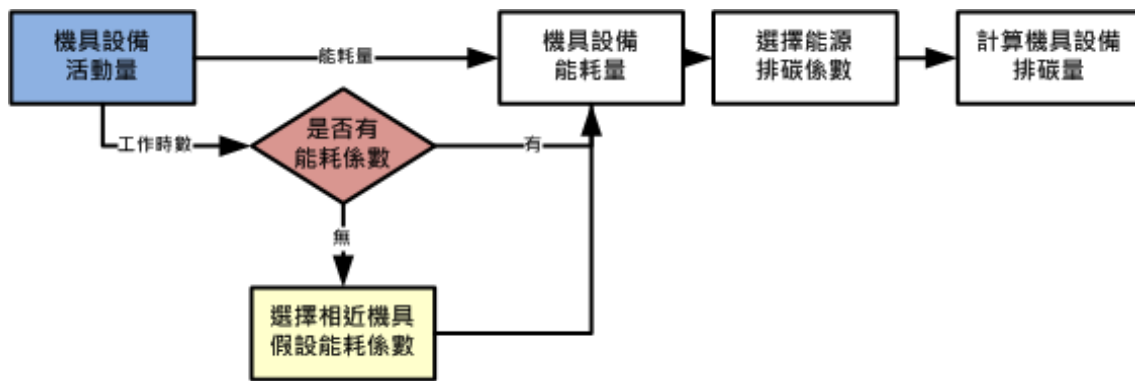 機具設備
活動量
能耗量
機具設備
能耗量
選擇能源
排碳係數
計算機具設備
排碳量
工作時數
是否有
能耗係數
有
無
選擇相近機具
假設能耗係數